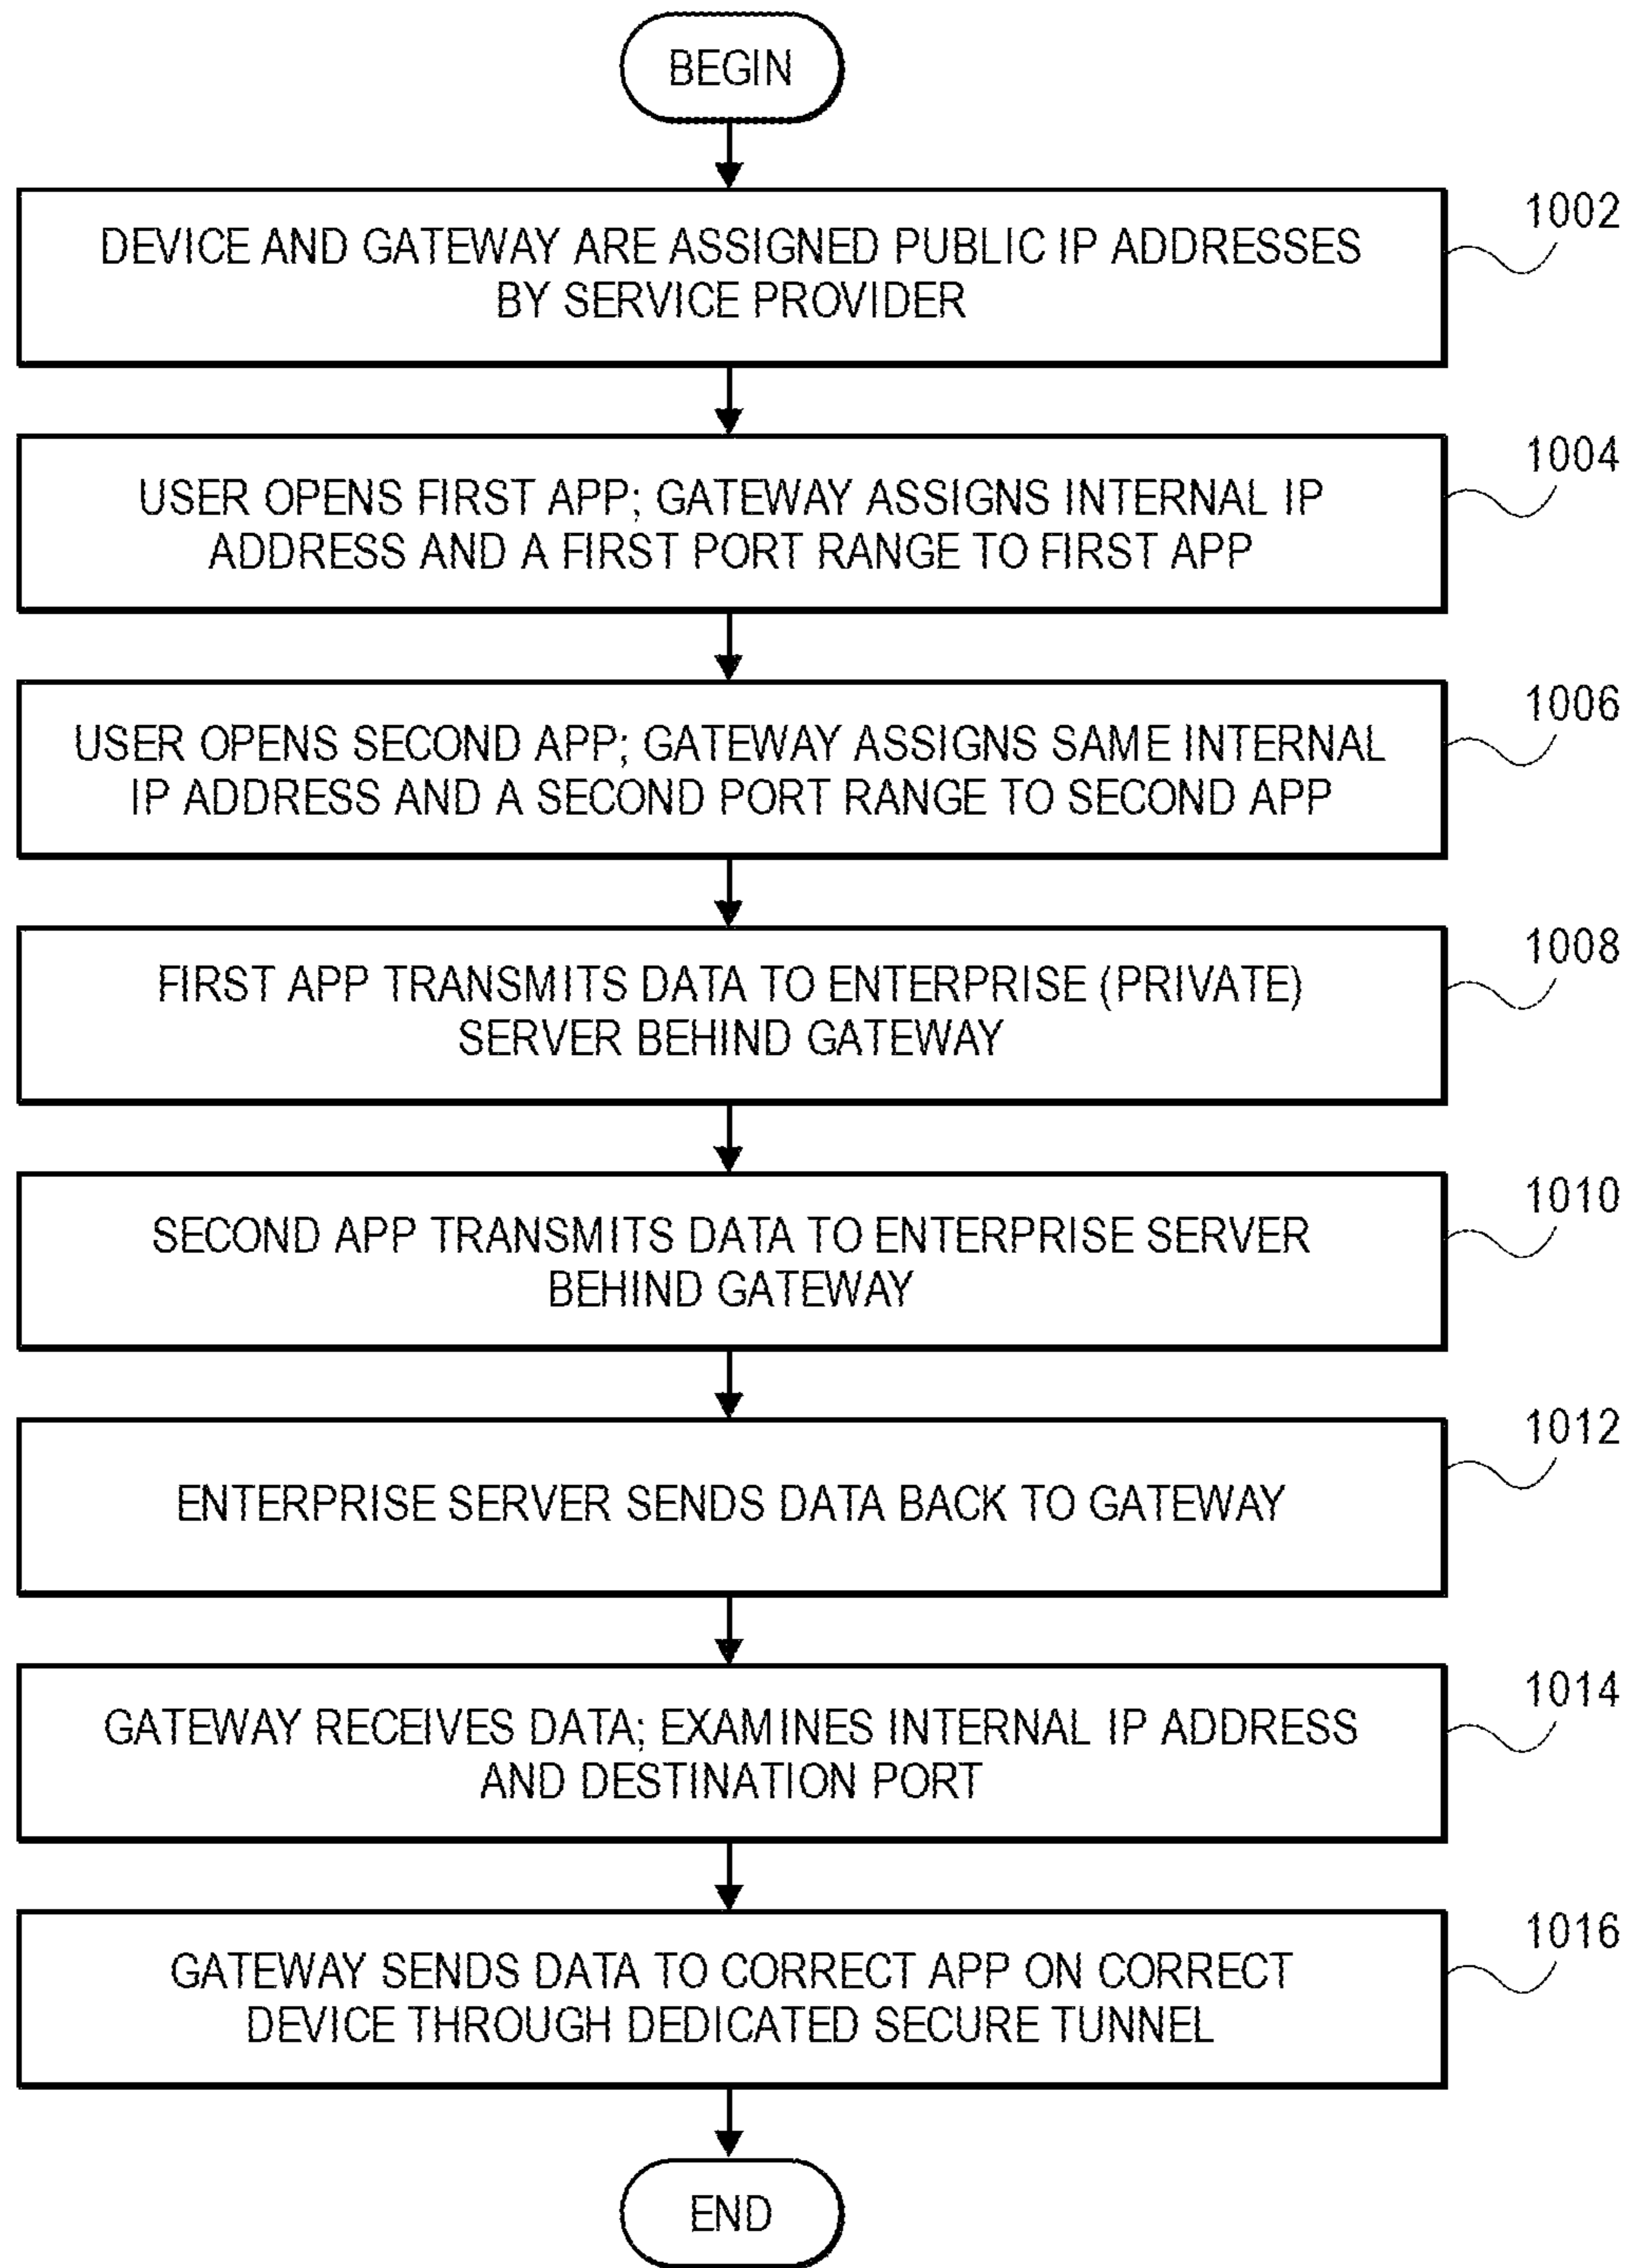 BEGIN
1002
DEVICE AND GATEWAY ARE ASSIGNED PUBLIC IP ADDRESSES
BY SERVICE PROVIDER
1004
USER OPENS FIRST APP; GATEWAY ASSIGNS INTERNAL IP
ADDRESS AND A FIRST PORT RANGE TO FIRST APP
1006
USER OPENS SECOND APP; GATEWAY ASSIGNS SAME INTERNAL
IP ADDRESS AND A SECOND PORT RANGE TO SECOND APP
1008
FIRST APP TRANSMITS DATA TO ENTERPRISE (PRIVATE)
SERVER BEHIND GATEWAY
1010
SECOND APP TRANSMITS DATA TO ENTERPRISE SERVER
BEHIND GATEWAY
1012
ENTERPRISE SERVER SENDS DATA BACK TO GATEWAY
1014
GATEWAY RECEIVES DATA; EXAMINES INTERNAL IP ADDRESS
AND DESTINATION PORT
1016
GATEWAY SENDS DATA TO CORRECT APP ON CORRECT
DEVICE THROUGH DEDICATED SECURE TUNNEL
END